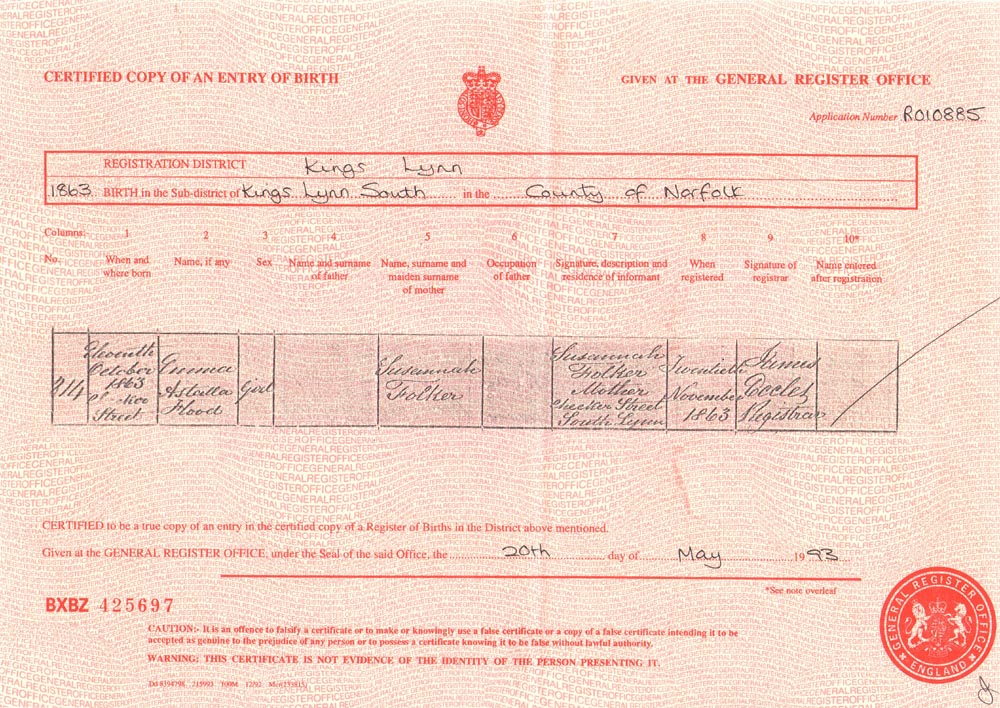 CERTIFIED COPY OF AN ENTRY OF BIRTH
GIVEN AT THE GENERAL REGISTER OFFICE
Application Number R010885
REGISTRATION DISTRICT Kings Lynn
1863 BIRTH in the Sub-district of Kings Lynn South in the County of Norfolk
Columns:- 1 2 3 4 5 6 7 8 9 10*
No. When and where born Name, if any Sex Name and surname of father Name, surname and maiden surname of mother Occupation of father Signature, description and residence of informant When registered Signature of registrar Name entered after registration
Eleventh October 1863 Street
Emma Flood
Girl
Susannah Folker
Susannah Folker Mother Street South Lynn
Twentieth November 1863
James Registrar
CERTIFIED to be a true copy of an entry in the certified copy of a Register of Births in the District above mentioned.
Given at the GENERAL REGISTER OFFICE, under the Seal of the said Office, the 20th day of May 1993
*See note overleaf
BXBZ 425697
CAUTION:- It is an offence to falsify a certificate or to make or knowingly use a false certificate or a copy of a false certificate intending it to be
accepted as genuine to the prejudice of any person or to possess a certificate knowing it to be false without lawful authority.
WARNING: THIS CERTIFICATE IS NOT EVIDENCE OF THE IDENTITY OF THE PERSON PRESENTING IT.
GENERAL REGISTER OFFICE
ENGLAND